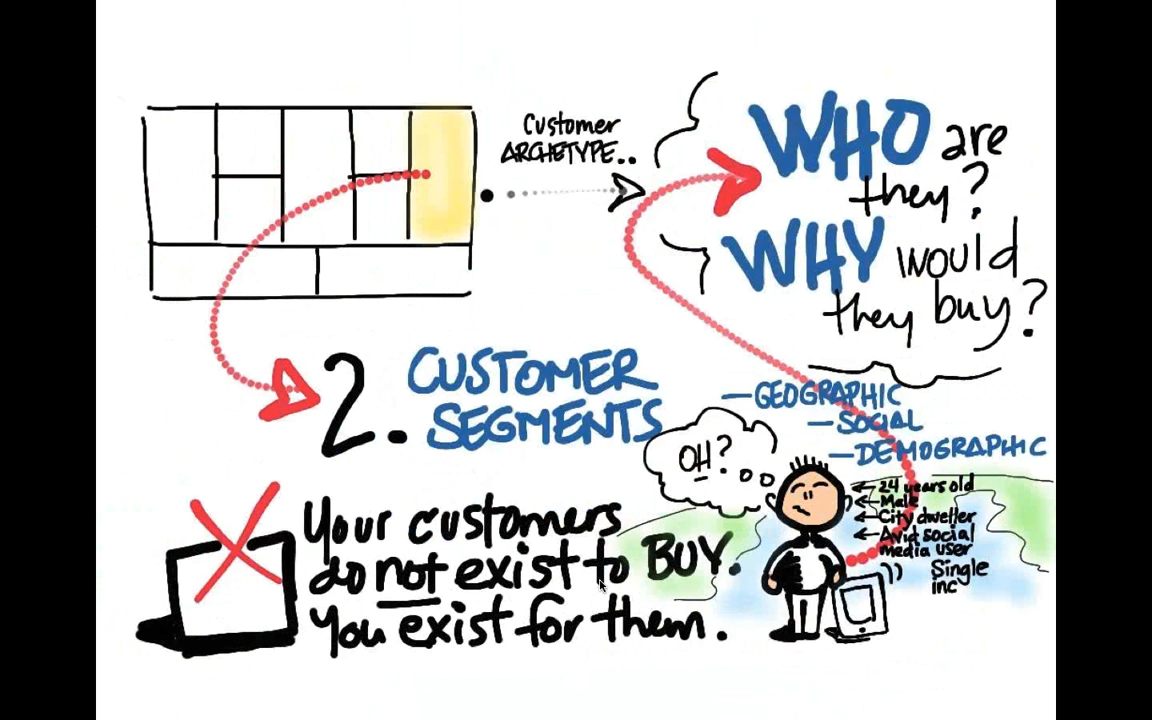 Customer
ARCHETYPE..
WHO are
they?
WHY would
they buy?
2. CUSTOMER
SEGMENTS
- GEOGRAPHIC
- SOCIAL
- DEMOGRAPHIC
OH?
24 years old
Male
City dweller
Avid social
media user
Single
inc
Your customers
do not exist to BUY.
You exist for them.